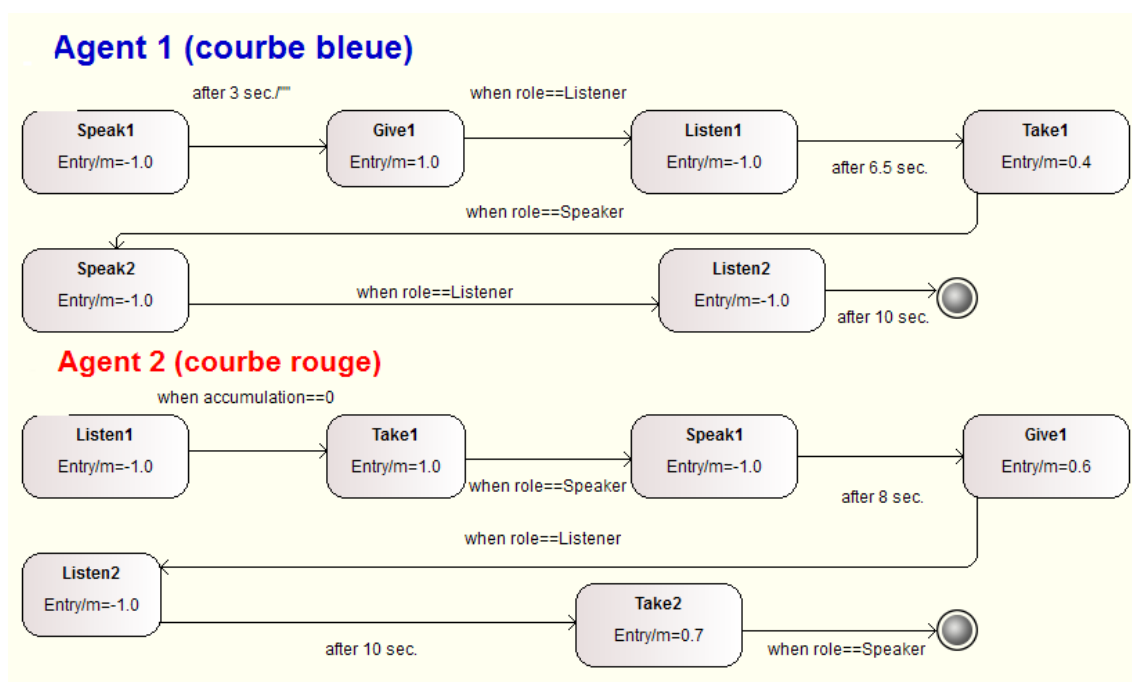 Agent 1 (courbe bleue)
after 3 sec./""
when role==Listener
Speak1
Entry/m=-1.0
Give1
Entry/m=1.0
Listen1
Entry/m=-1.0
after 6.5 sec.
Take1
Entry/m=0.4
when role==Speaker
Speak2
Entry/m=-1.0
when role==Listener
Listen2
Entry/m=-1.0
after 10 sec.
Agent 2 (courbe rouge)
when accumulation==0
Listen1
Entry/m=-1.0
Take1
Entry/m=1.0
when role==Speaker
Speak1
Entry/m=-1.0
after 8 sec.
Give1
Entry/m=0.6
when role==Listener
Listen2
Entry/m=-1.0
after 10 sec.
Take2
Entry/m=0.7
when role==Speaker